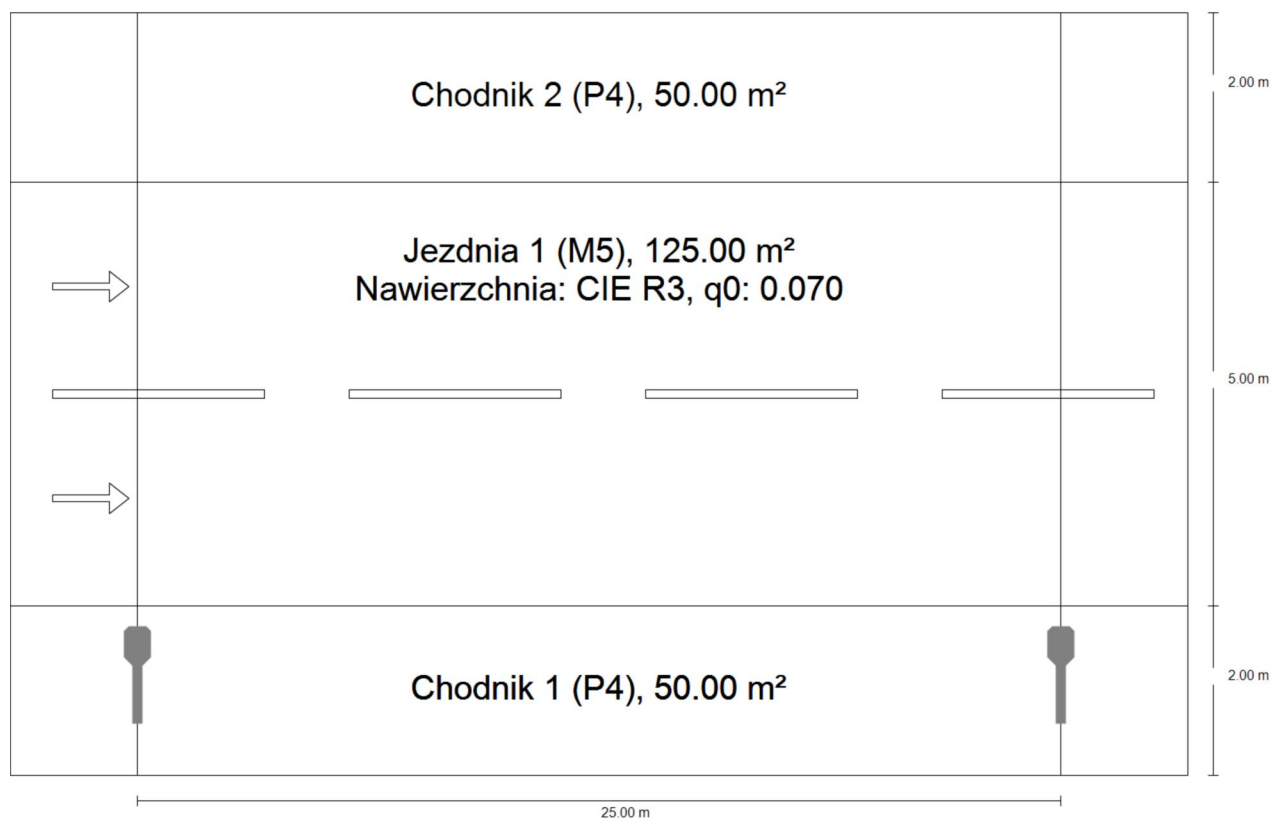 Chodnik 2 (P4), 50.00 m²
2.00 m
Jezdnia 1 (M5), 125.00 m²
Nawierzchnia: CIE R3, q0: 0.070
5.00 m
Chodnik 1 (P4), 50.00 m²
2.00 m
25.00 m